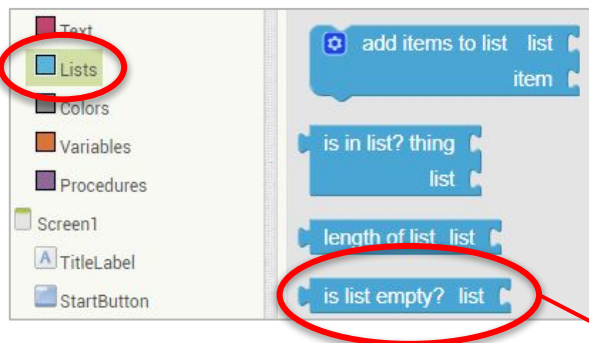 Text
Lists
Colors
Variables
Procedures
Screen1
TitleLabel
StartButton
add items to list list
item
is in list? thing
list
length of list list
is list empty? list